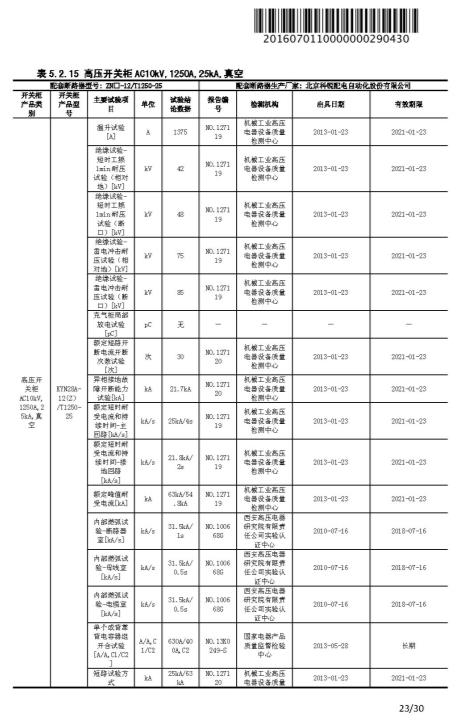 20160701100000000290430
表 5.2.15 高压开关柜 AC10kV,1250A,25kA,真空
配套断路器型号：ZN□-12/T1250-25 配套断路器生产厂家：北京科锐配电自动化股份有限公司
开关柜产品类别 开关柜产品型号 主要试验项目 单位 试验结论数据 报告编号 检测机构 出具日期 有效期限
高压开关柜AC10kV,1250A,25kA,真空 KYN28A-12(Z)/T1250-25
温升试验[A] A 1375 NO.127119 机械工业高压电器设备质量检测中心 2013-01-23 2021-01-23
绝缘试验-短时工频1min耐压试验（相对地）[kV] kV 42 NO.127119 机械工业高压电器设备质量检测中心 2013-01-23 2021-01-23
绝缘试验-短时工频1min耐压试验（断口）[kV] kV 48 NO.127119 机械工业高压电器设备质量检测中心 2013-01-23 2021-01-23
绝缘试验-雷电冲击耐压试验（相对地）[kV] kV 75 NO.127119 机械工业高压电器设备质量检测中心 2013-01-23 2021-01-23
绝缘试验-雷电冲击耐压试验（断口）[kV] kV 85 NO.127119 机械工业高压电器设备质量检测中心 2013-01-23 2021-01-23
充气柜局部放电试验[pC] pC 无 — — — —
额定短路开断电流开断次数试验[次] 次 30 NO.127120 机械工业高压电器设备质量检测中心 2013-01-23 2021-01-23
异相接地故障开断能力试验[kA] kA 21.7kA NO.127120 机械工业高压电器设备质量检测中心 2013-01-23 2021-01-23
额定短时耐受电流和持续时间-主回路[kA/s] kA/s 25kA/4s NO.127119 机械工业高压电器设备质量检测中心 2013-01-23 2021-01-23
额定短时耐受电流和持续时间-接地回路[kA/s] kA/s 21.8kA/2s NO.127119 机械工业高压电器设备质量检测中心 2013-01-23 2021-01-23
额定峰值耐受电流[kA] kA 63kA/54.8kA NO.127119 机械工业高压电器设备质量检测中心 2013-01-23 2021-01-23
内部燃弧试验-断路器室[kA/s] kA/s 31.5kA/1s NO.100668G 西安高压电器研究院有限责任公司实验认证中心 2010-07-16 2018-07-16
内部燃弧试验-母线室[kA/s] kA/s 31.5kA/0.5s NO.100668G 西安高压电器研究院有限责任公司实验认证中心 2010-07-16 2018-07-16
内部燃弧试验-电缆室[kA/s] kA/s 31.5kA/0.5s NO.100668G 西安高压电器研究院有限责任公司实验认证中心 2010-07-16 2018-07-16
单个或背靠背电容器组开合试验[A/A,C1/C2] A/A,C1/C2 630A/400A,C2 NO.13X0249-S 国家电器产品质量监督检验中心 2013-05-28 长期
短路试验方式 kA 25kA/63kA NO.127120 机械工业高压电器设备质量 2013-01-23 2021-01-23
23/30